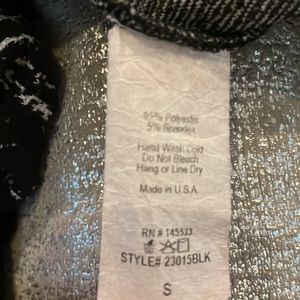 95% Polyester
5% Spandex
Hand Wash Cold
Do Not Bleach
Hang or Line Dry
Made in U.S.A.
RN # 145533
STYLE# 23015BLK
S